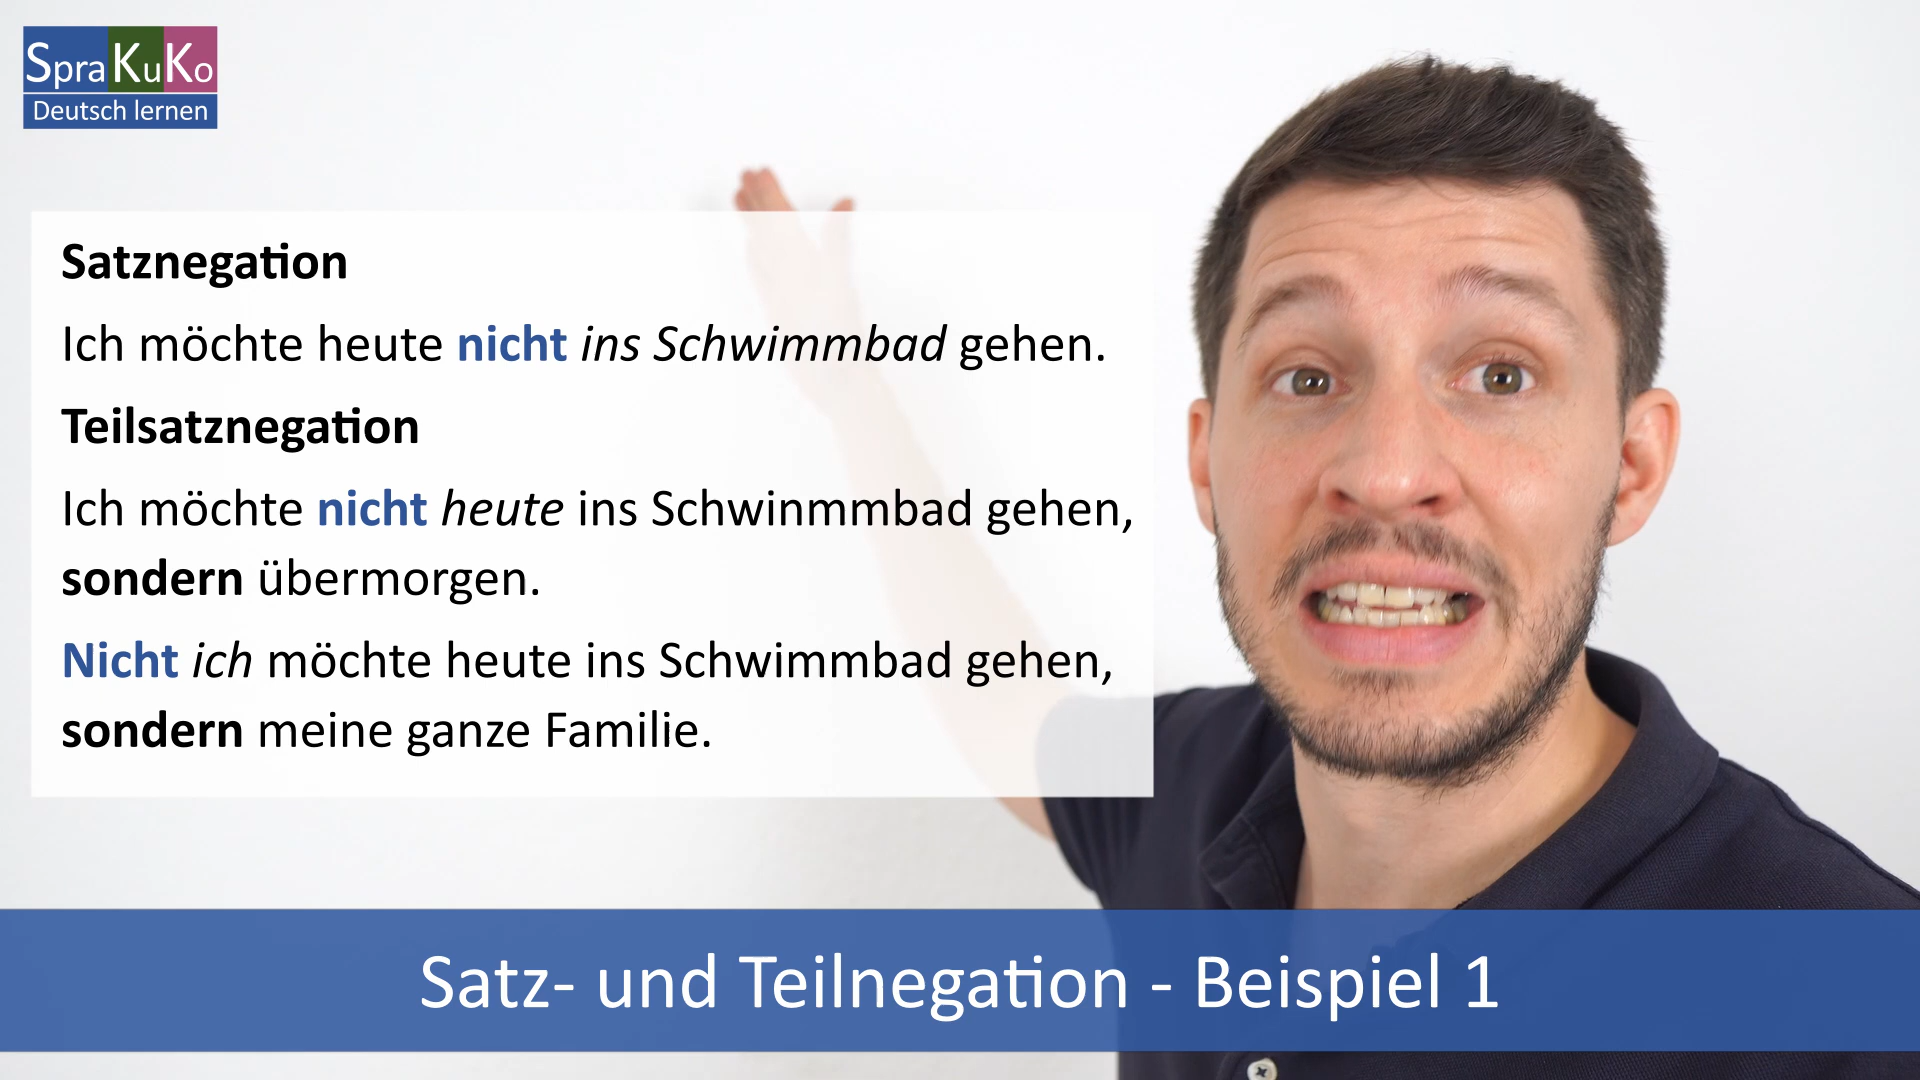 SpraKuKo
Deutsch lernen
Satznegation
Ich möchte heute nicht ins Schwimmbad gehen.
Teilsatznegation
Ich möchte nicht heute ins Schwinmmbad gehen,
sondern übermorgen.
Nicht ich möchte heute ins Schwimmbad gehen,
sondern meine ganze Familie.
Satz- und Teilnegation - Beispiel 1